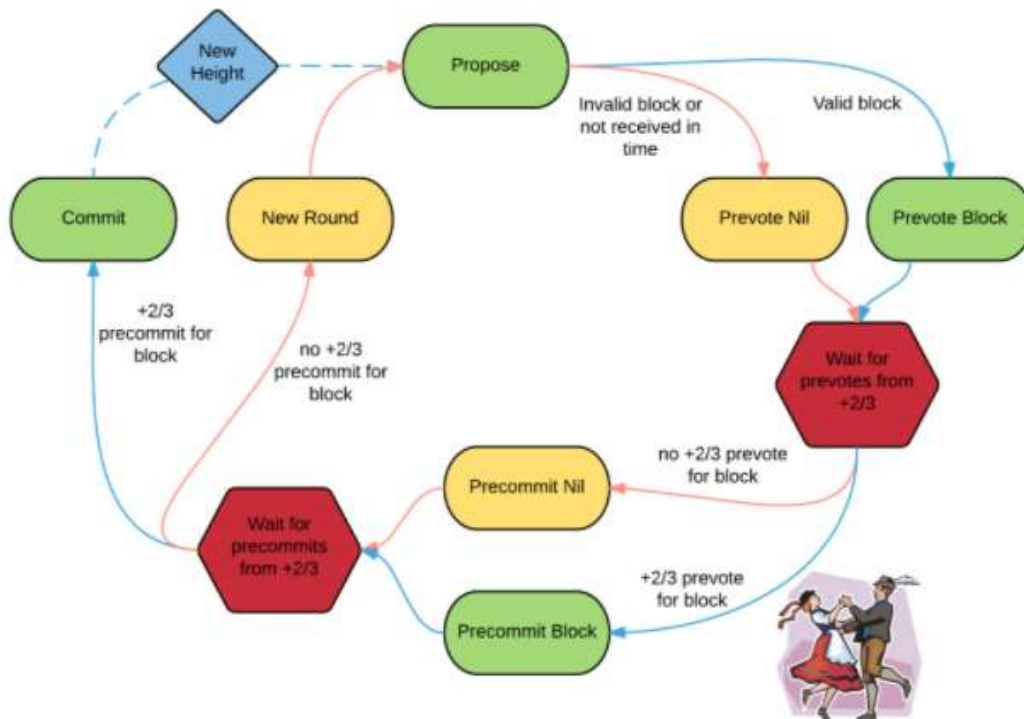 New
Height
Propose
Invalid block or
not received in
time
Valid block
Commit
New Round
Prevote Nil
Prevote Block
+2/3
precommit for
block
no +2/3
precommit for
block
Wait for
prevotes from
+2/3
no +2/3 prevote
for block
Precommit Nil
Wait for
precommits
from +2/3
+2/3 prevote
for block
Precommit Block